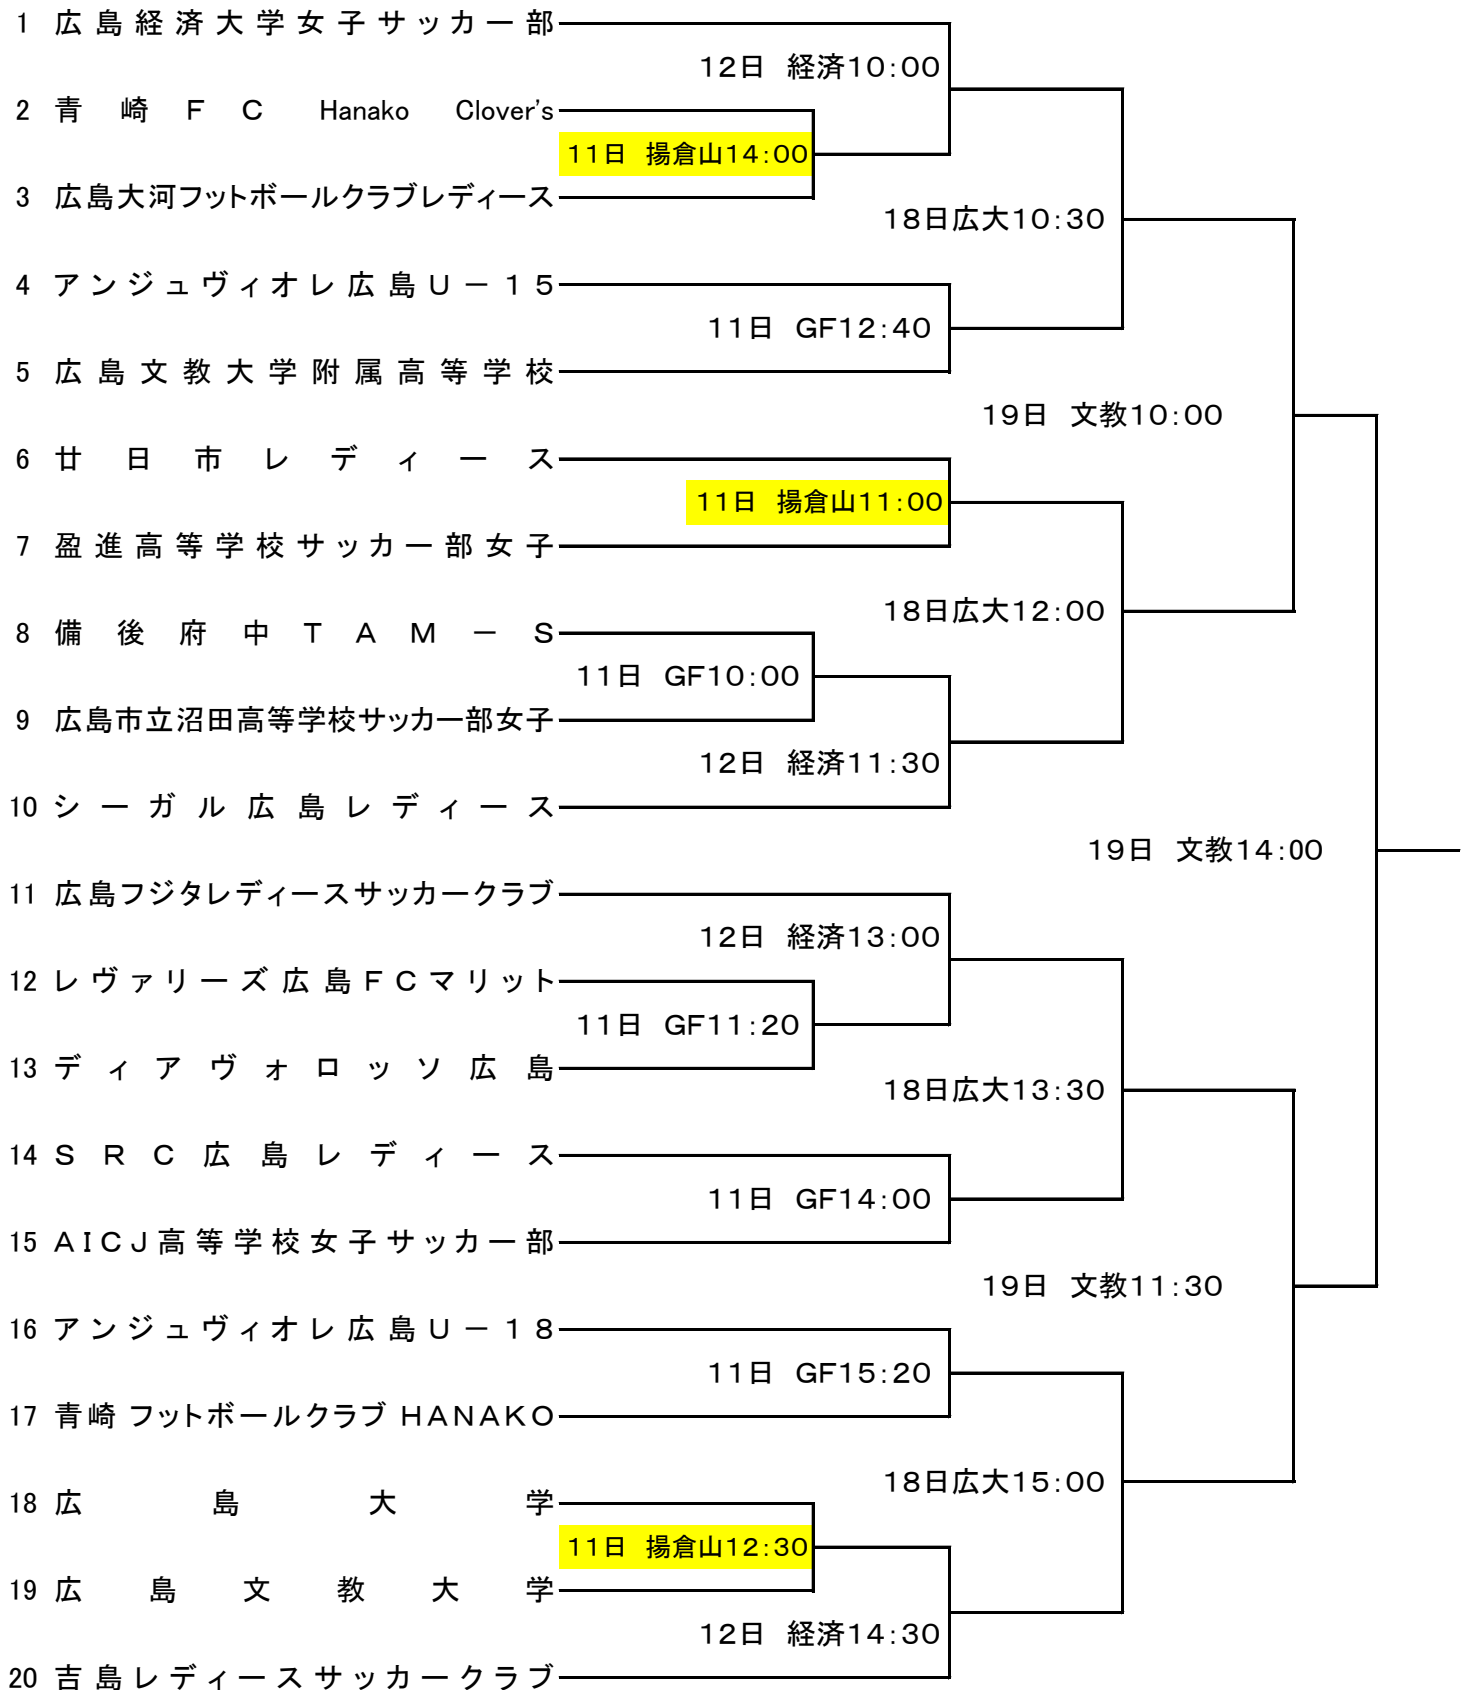 1 広島経済大学女子サッカー部
12日 経済10:00
2 青崎FC Hanako Clover's
11日 揚倉山14:00
3 広島大河フットボールクラブレディース
18日広大10:30
4 アンジュヴィオレ広島U－15
11日 GF12:40
5 広島文教大学附属高等学校
19日 文教10:00
6 廿日市レディース
11日 揚倉山11:00
7 盈進高等学校サッカー部女子
18日広大12:00
8 備後府中TAM－S
11日 GF10:00
9 広島市立沼田高等学校サッカー部女子
12日 経済11:30
10 シーガル広島レディース
19日 文教14:00
11 広島フジタレディースサッカークラブ
12日 経済13:00
12 レヴァリーズ広島FCマリット
11日 GF11:20
13 ディアヴォロッソ広島
18日広大13:30
14 SRC広島レディース
11日 GF14:00
15 AICJ高等学校女子サッカー部
19日 文教11:30
16 アンジュヴィオレ広島U－18
11日 GF15:20
17 青崎フットボールクラブHANAKO
18日広大15:00
18 広島大学
11日 揚倉山12:30
19 広島文教大学
12日 経済14:30
20 吉島レディースサッカークラブ